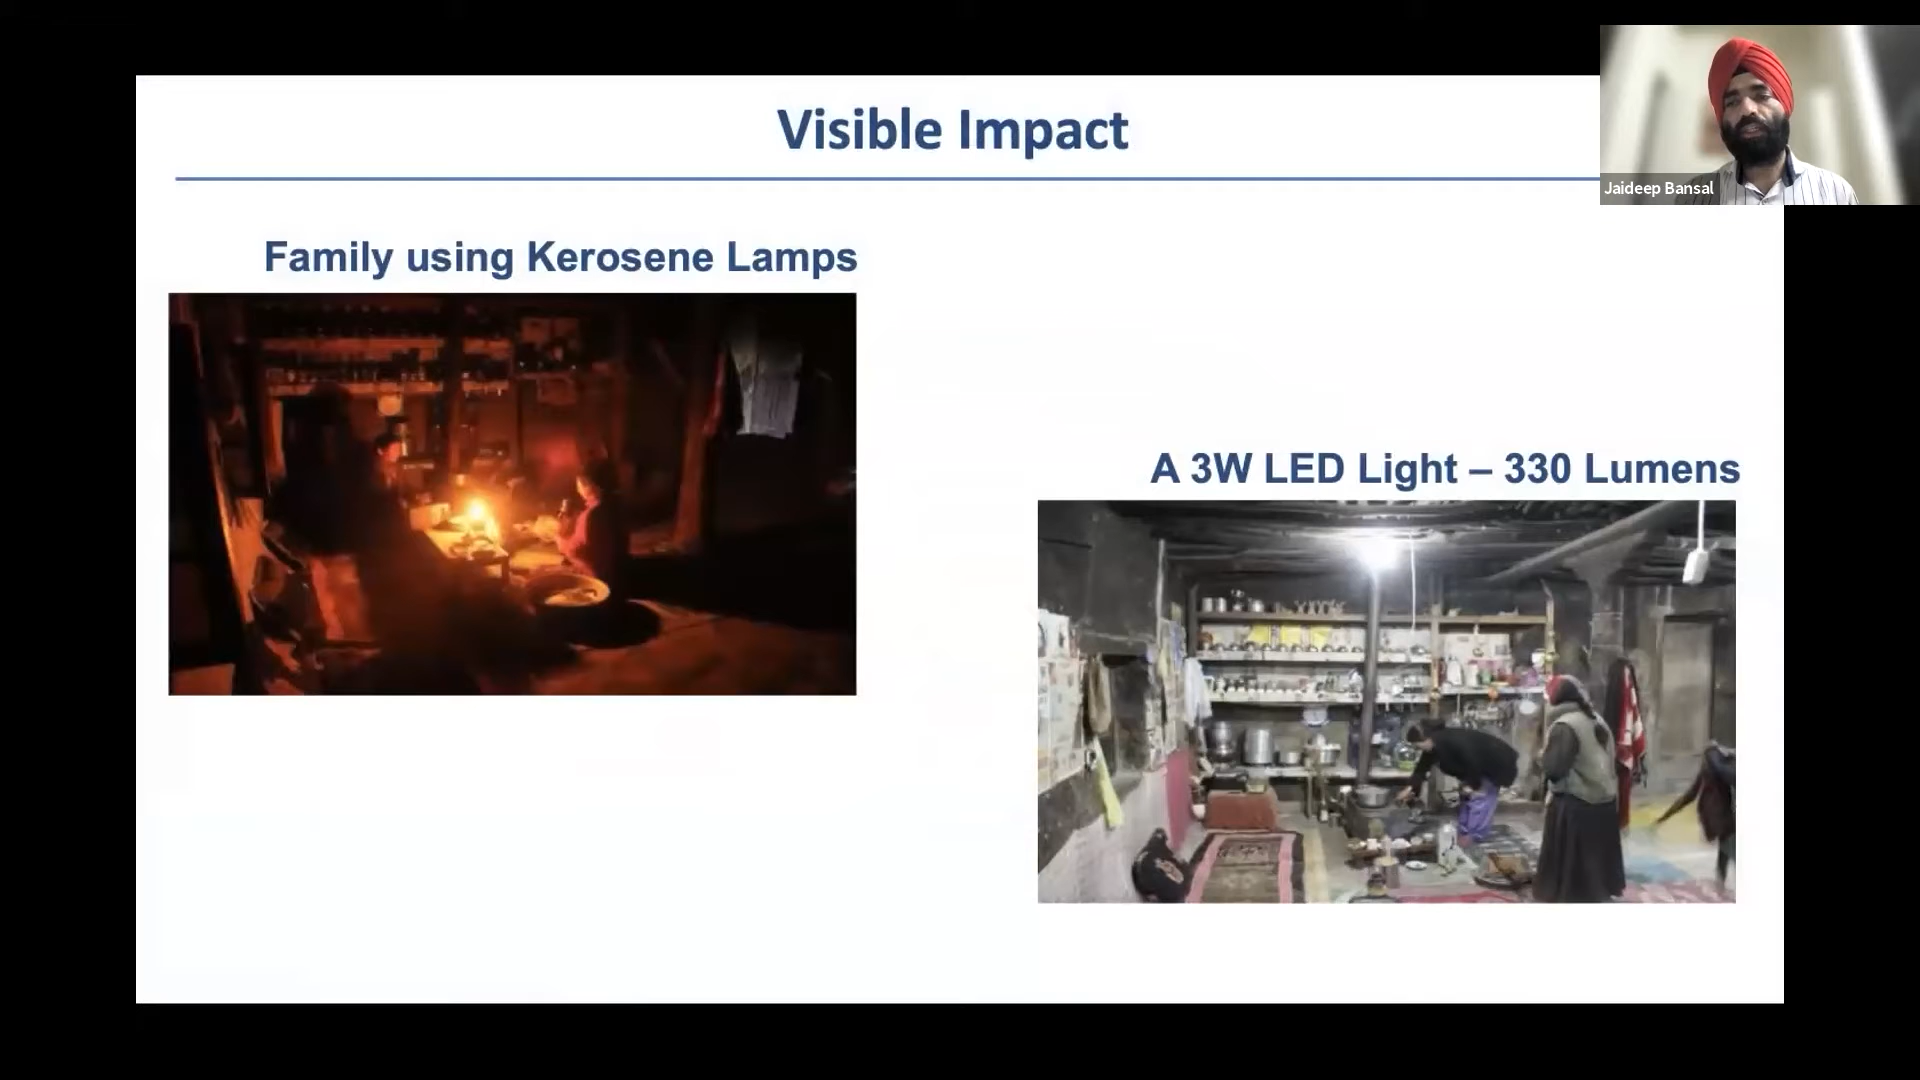 Visible Impact
Jaideep Bansal
Family using Kerosene Lamps
A 3W LED Light – 330 Lumens